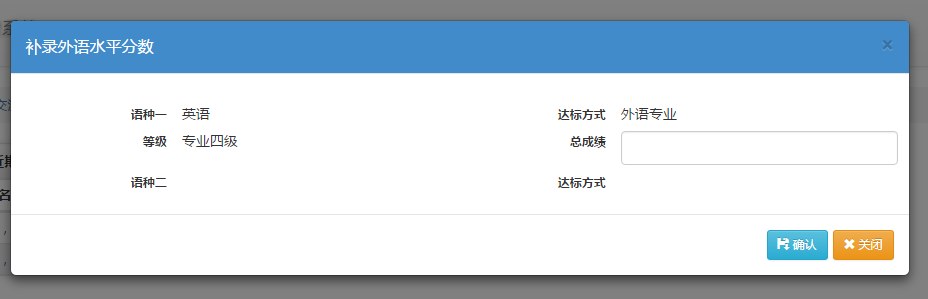 补录外语水平分数 ×
语种一 英语 达标方式 外语专业
等级 专业四级 总成绩
语种二 达标方式
确认 关闭